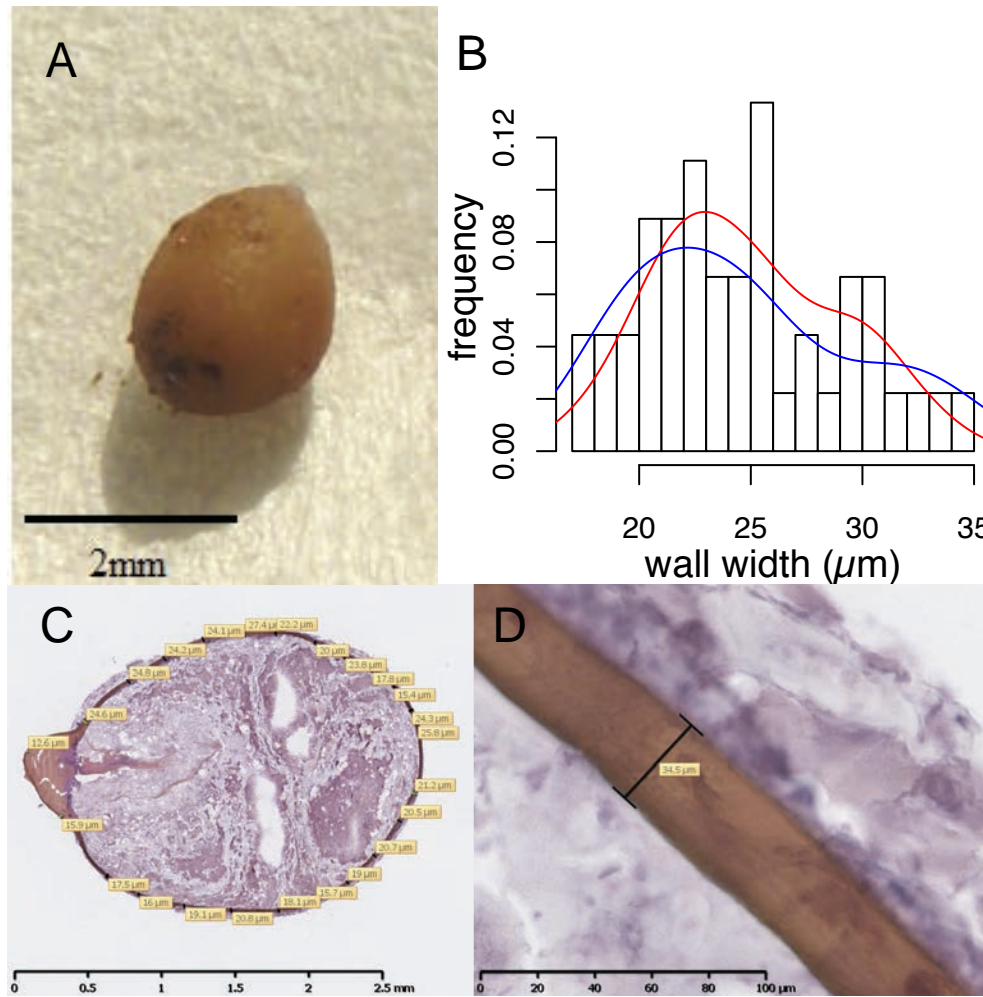 A
2mm
B
frequency
0.00 0.04 0.08 0.12
20 25 30 35
wall width (µm)
C
24.1 µm 27.4 µm 22.2 µm
24.2 µm 20 µm
24.8 µm 23.8 µm
17.8 µm
15.4 µm
24.6 µm 24.3 µm
25.8 µm
12.6 µm
21.2 µm
15.9 µm 20.5 µm
20.7 µm
17.5 µm 19 µm
16 µm 15.7 µm
19.1 µm 20.8 µm 18.1 µm
0 0.5 1 1.5 2 2.5 mm
D
34.5 µm
0 20 40 60 80 100 µm